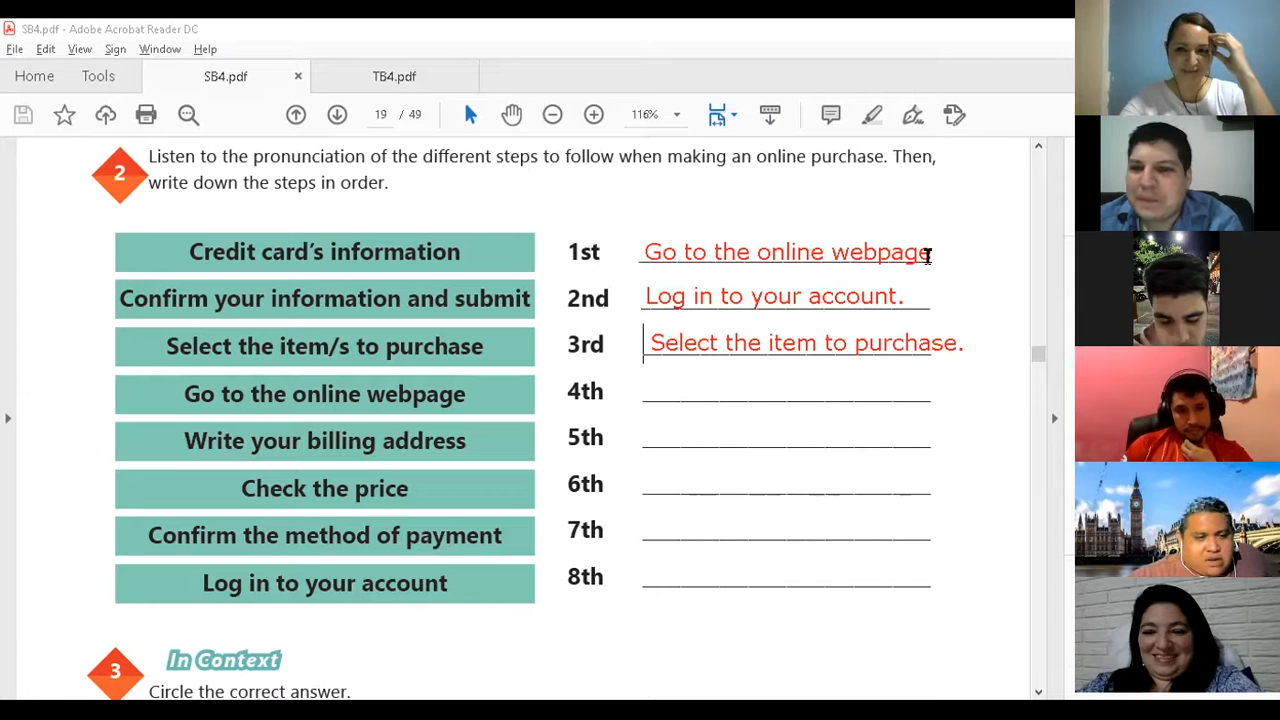 SB4.pdf - Adobe Acrobat Reader DC
File Edit View Sign Window Help
Home Tools SB4.pdf × TB4.pdf
19 / 49 116%
2 Listen to the pronunciation of the different steps to follow when making an online purchase. Then,
write down the steps in order.
Credit card's information 1st Go to the online webpage
Confirm your information and submit 2nd Log in to your account.
Select the item/s to purchase 3rd Select the item to purchase.
Go to the online webpage 4th
Write your billing address 5th
Check the price 6th
Confirm the method of payment 7th
Log in to your account 8th
3 In Context
Circle the correct answer.